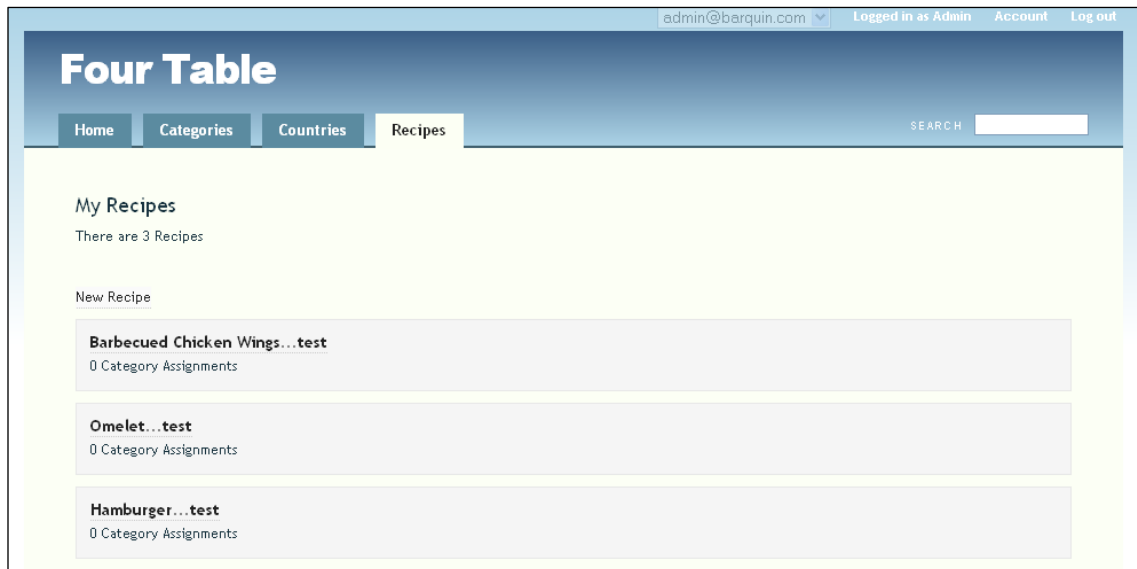 admin@barquin.com Logged in as Admin Account Log out
Four Table
Home Categories Countries Recipes SEARCH
My Recipes
There are 3 Recipes
New Recipe
Barbecued Chicken Wings...test
0 Category Assignments
Omelet...test
0 Category Assignments
Hamburger...test
0 Category Assignments